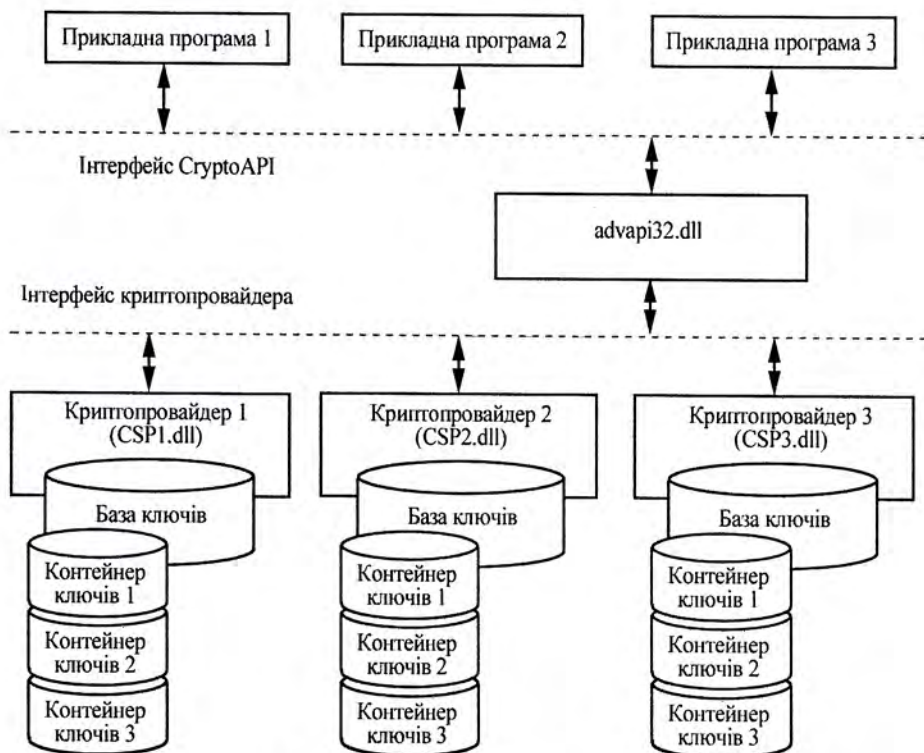 Прикладна програма 1
Прикладна програма 2
Прикладна програма 3
Інтерфейс CryptoAPI
advapi32.dll
Інтерфейс криптопровайдера
Криптопровайдер 1
(CSP1.dll)
Криптопровайдер 2
(CSP2.dll)
Криптопровайдер 3
(CSP3.dll)
База ключів
База ключів
База ключів
Контейнер
ключів 1
Контейнер
ключів 1
Контейнер
ключів 1
Контейнер
ключів 2
Контейнер
ключів 2
Контейнер
ключів 2
Контейнер
ключів 3
Контейнер
ключів 3
Контейнер
ключів 3